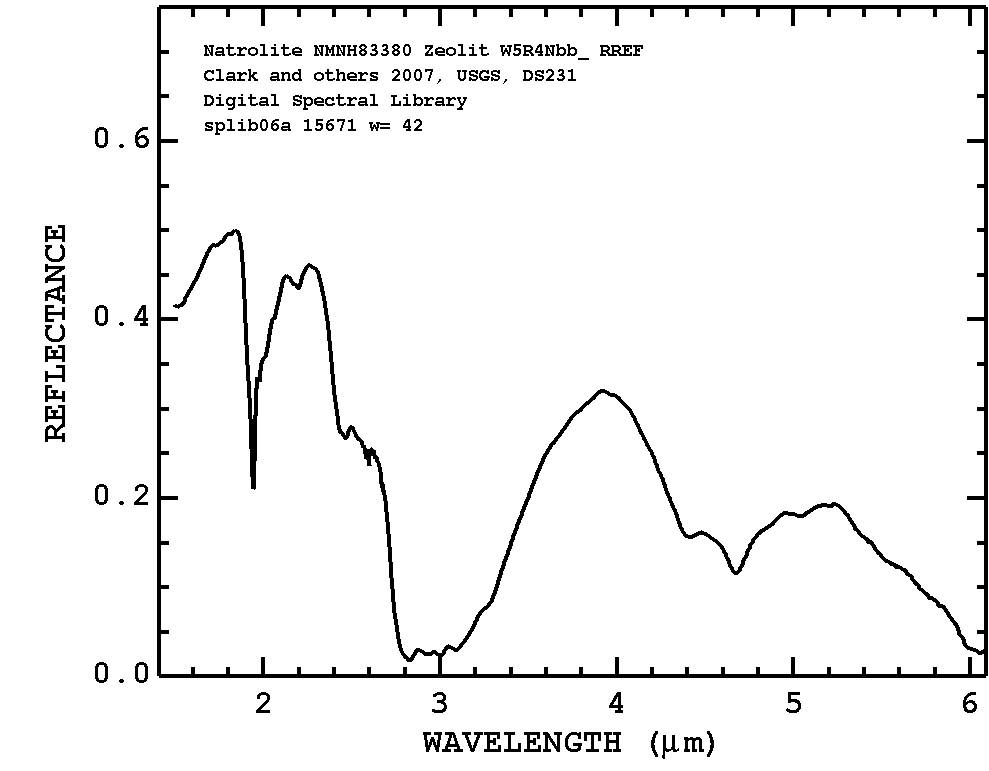 Natrolite NMNH83380 Zeolit W5R4Nbb_ RREF
Clark and others 2007, USGS, DS231
Digital Spectral Library
splib06a 15671 w= 42
REFLECTANCE
0.6
0.4
0.2
0.0
2 3 4 5 6
WAVELENGTH (μm)